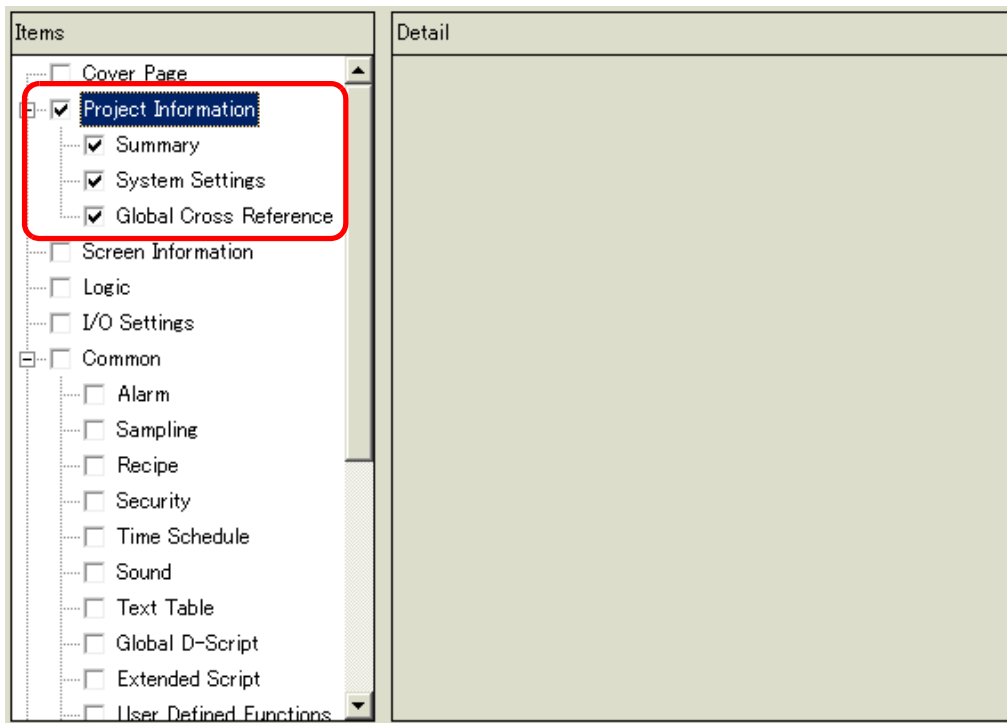 Items
Detail
Cover Page
Project Information
Summary
System Settings
Global Cross Reference
Screen Information
Logic
I/O Settings
Common
Alarm
Sampling
Recipe
Security
Time Schedule
Sound
Text Table
Global D-Script
Extended Script
User Defined Functions